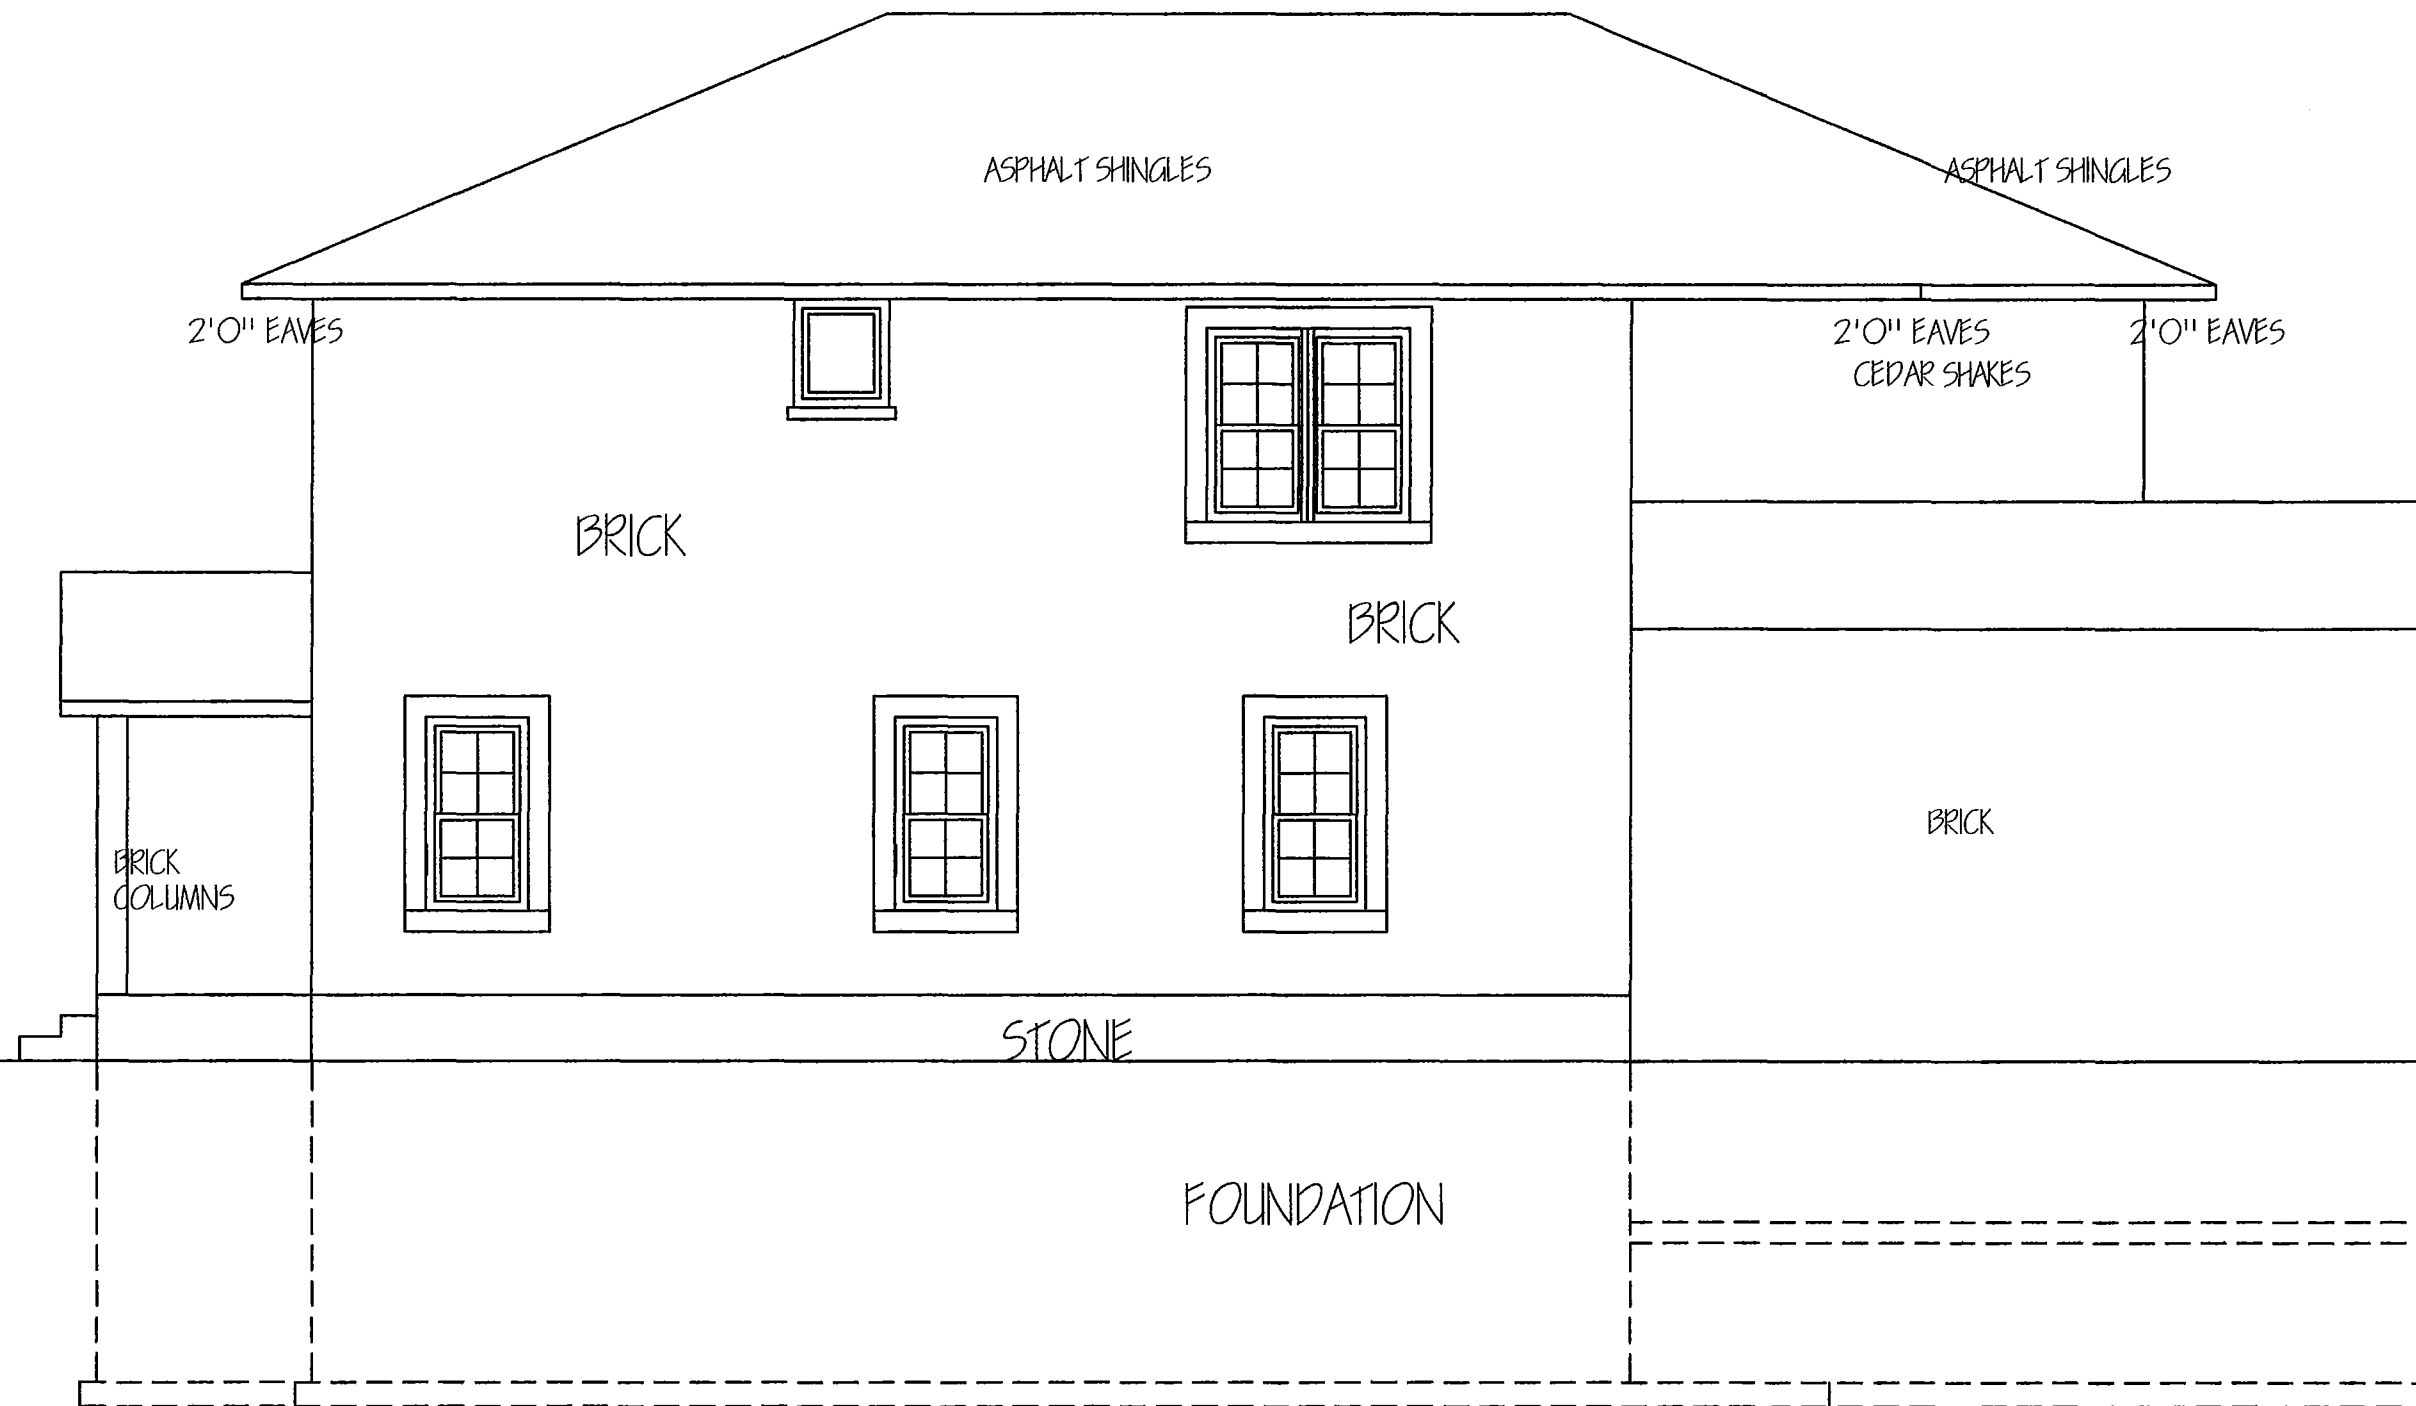 ASPHALT SHINGLES
ASPHALT SHINGLES
2'0" EAVES
2'0" EAVES
2'0" EAVES
CEDAR SHAKES
BRICK
BRICK
BRICK
BRICK
COLUMNS
STONE
FOUNDATION